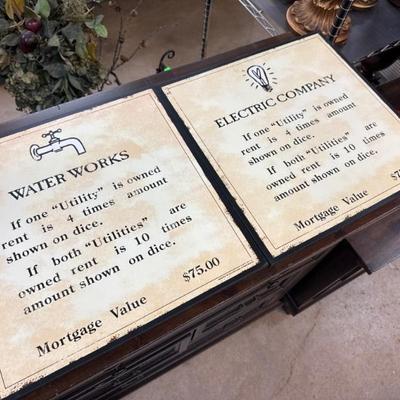 WATER WORKS
If one "Utility" is owned
rent is 4 times amount
shown on dice.
If both "Utilities" are
owned rent is 10 times
amount shown on dice.
Mortgage Value $75.00
ELECTRIC COMPANY
If one "Utility" is owned
rent is 4 times amount
shown on dice.
If both "Utilities" are
owned rent is 10 times
amount shown on dice.
Mortgage Value